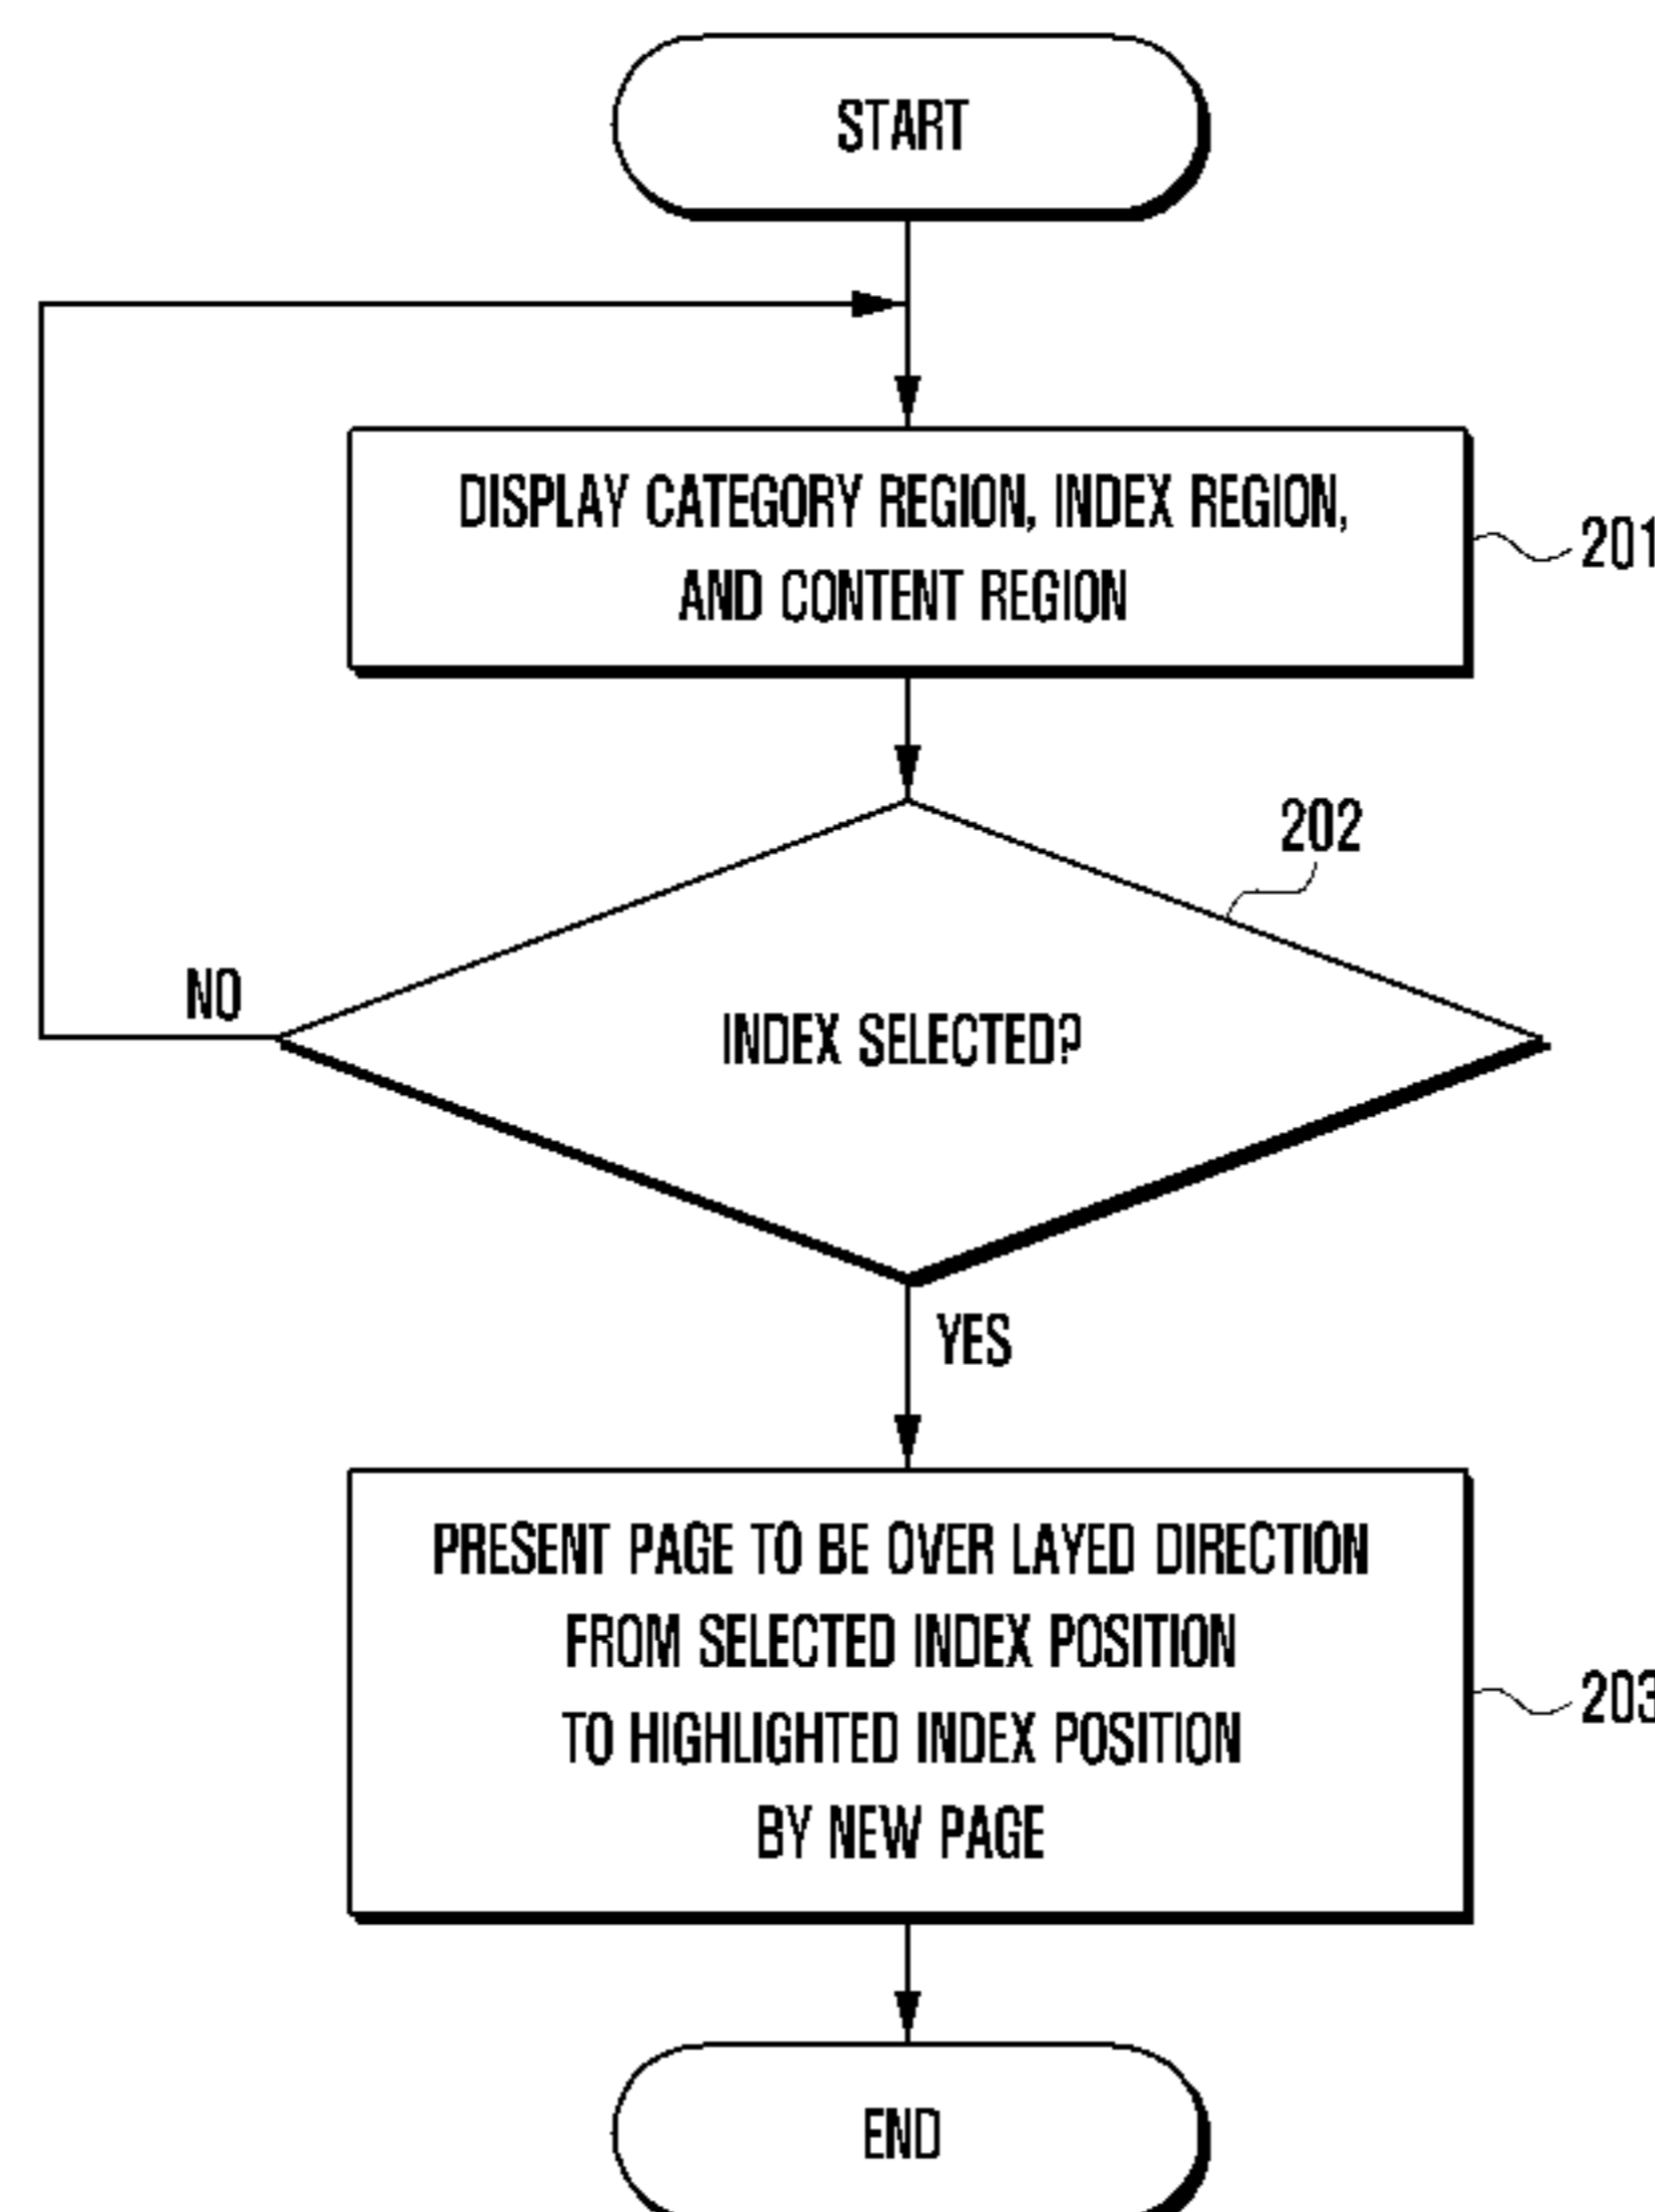 START
DISPLAY CATEGORY REGION, INDEX REGION,
AND CONTENT REGION
201
202
NO
INDEX SELECTED?
YES
PRESENT PAGE TO BE OVER LAYED DIRECTION
FROM SELECTED INDEX POSITION
TO HIGHLIGHTED INDEX POSITION
BY NEW PAGE
203
END